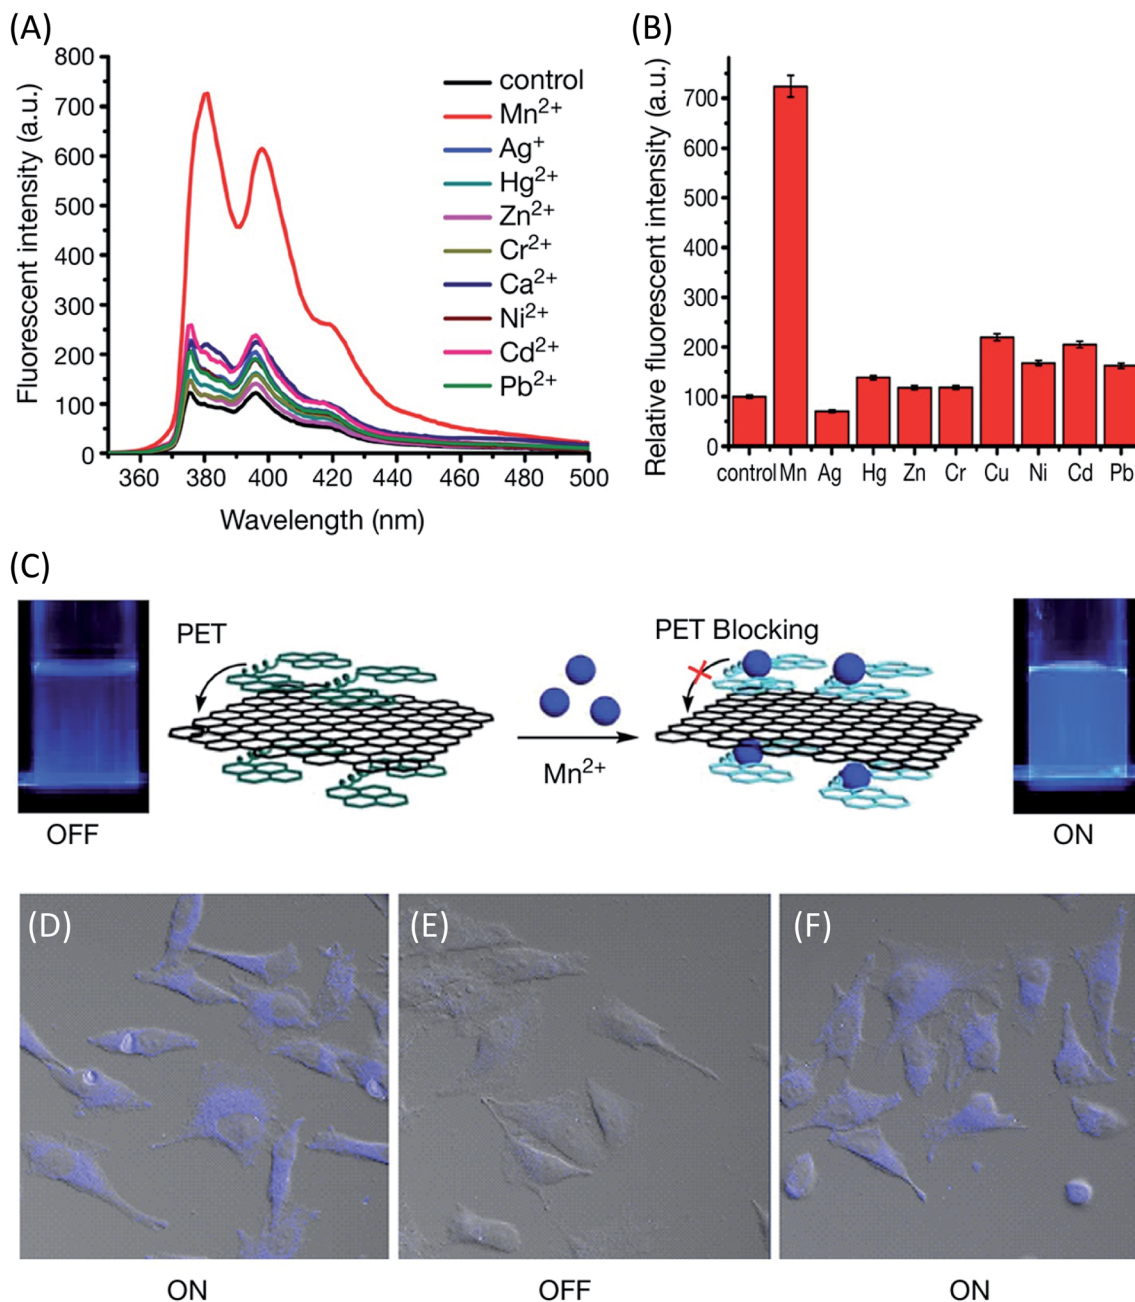 (A)
Fluorescent intensity (a.u.)
800
700
600
500
400
300
200
100
0
360 380 400 420 440 460 480 500
Wavelength (nm)
control
Mn2+
Ag+
Hg2+
Zn2+
Cr2+
Ca2+
Ni2+
Cd2+
Pb2+
(B)
Relative fluorescent intensity (a.u.)
700
600
500
400
300
200
100
0
control Mn Ag Hg Zn Cr Cu Ni Cd Pb
(C)
OFF
PET
Mn2+
PET Blocking
ON
(D)
(E)
(F)
ON
OFF
ON